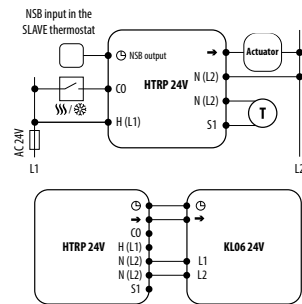 NSB input in the
SLAVE thermostat
NSB output
Actuator
N (L2)
CO
HTRP 24V
N (L2)
T
H (L1)
S1
AC 24V
L1
L2
CO
HTRP 24V
H (L1)
KL06 24V
N (L2)
L1
N (L2)
L2
S1